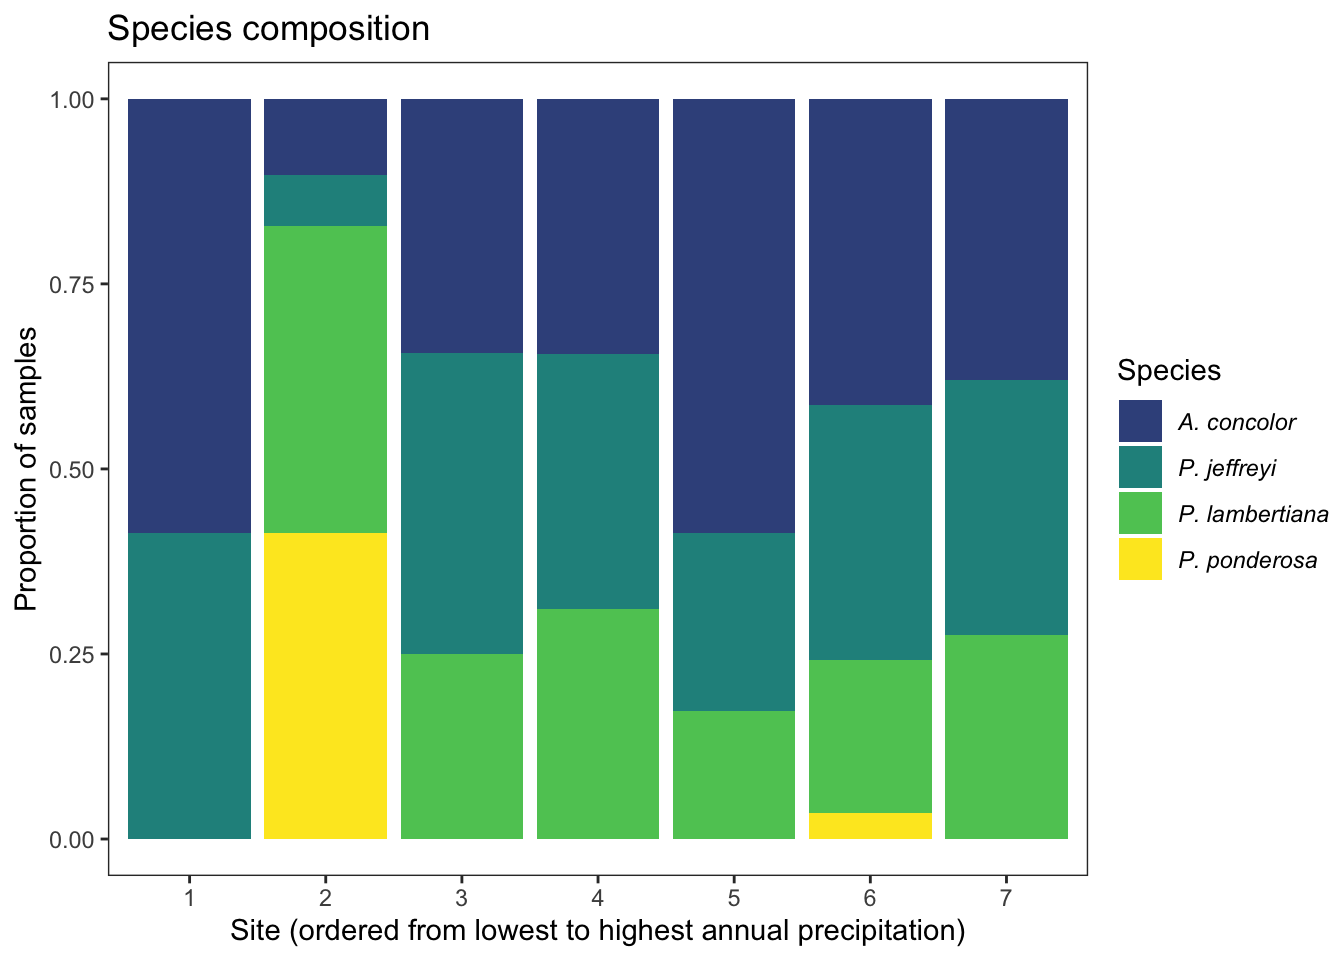 Species composition
1.00
0.75
0.50
0.25
0.00
Proportion of samples
1 2 3 4 5 6 7
Site (ordered from lowest to highest annual precipitation)
Species
A. concolor
P. jeffreyi
P. lambertiana
P. ponderosa